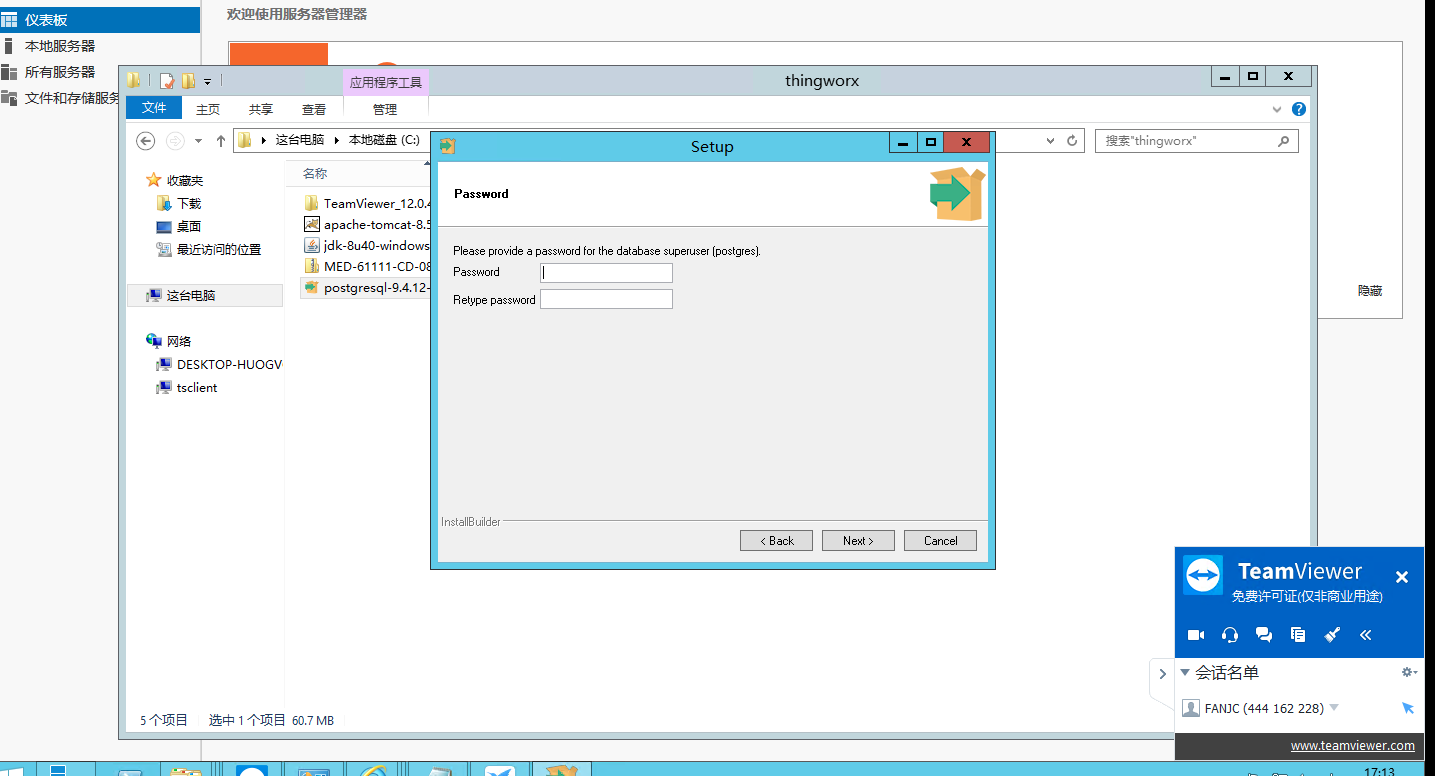 仪表板
欢迎使用服务器管理器
本地服务器
所有服务器
文件和存储服务
应用程序工具
thingworx
文件
主页
共享
查看
管理
这台电脑
本地磁盘 (C:)
搜索"thingworx"
Setup
收藏夹
下载
桌面
最近访问的位置
这台电脑
网络
DESKTOP-HUOGV
tsclient
名称
TeamViewer_12.0.4
apache-tomcat-8.5
jdk-8u40-windows
MED-61111-CD-08
postgresql-9.4.12-
Password
Please provide a password for the database superuser (postgres).
Password
Retype password
InstallBuilder
< Back
Next >
Cancel
隐藏
5 个项目
选中 1 个项目 60.7 MB
TeamViewer
免费许可证(仅非商业用途)
会话名单
FANJC (444 162 228)
www.teamviewer.com
17:13